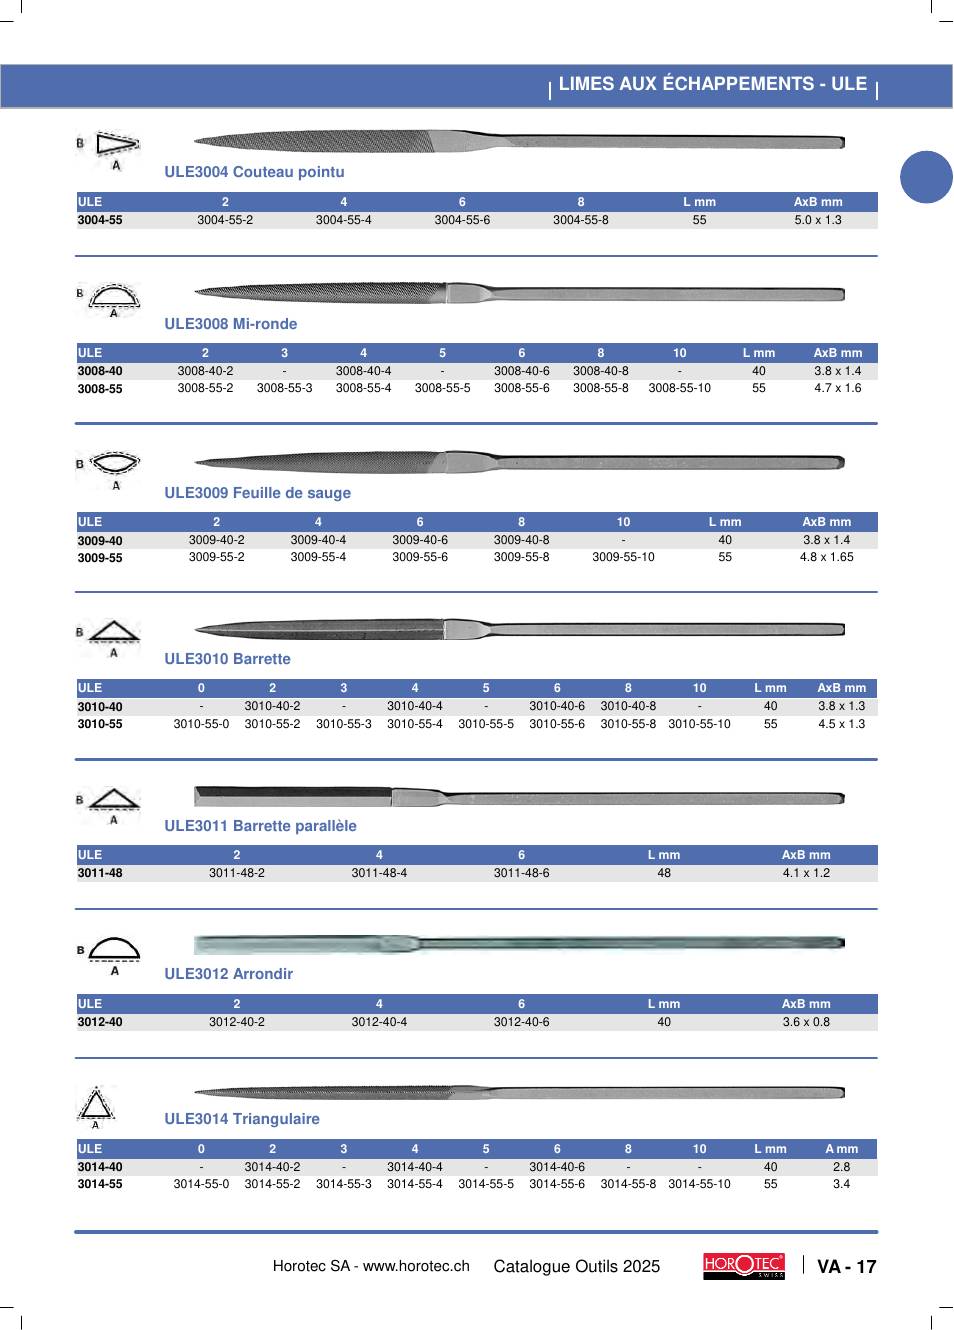 LIMES AUX ÉCHAPPEMENTS - ULE
B
A
ULE3004 Couteau pointu
ULE 2 4 6 8 L mm AxB mm
3004-55 3004-55-2 3004-55-4 3004-55-6 3004-55-8 55 5.0 x 1.3
B
A
ULE3008 Mi-ronde
ULE 2 3 4 5 6 8 10 L mm AxB mm
3008-40 3008-40-2 - 3008-40-4 - 3008-40-6 3008-40-8 - 40 3.8 x 1.4
3008-55 3008-55-2 3008-55-3 3008-55-4 3008-55-5 3008-55-6 3008-55-8 3008-55-10 55 4.7 x 1.6
B
A
ULE3009 Feuille de sauge
ULE 2 4 6 8 10 L mm AxB mm
3009-40 3009-40-2 3009-40-4 3009-40-6 3009-40-8 - 40 3.8 x 1.4
3009-55 3009-55-2 3009-55-4 3009-55-6 3009-55-8 3009-55-10 55 4.8 x 1.65
B
A
ULE3010 Barrette
ULE 0 2 3 4 5 6 8 10 L mm AxB mm
3010-40 - 3010-40-2 - 3010-40-4 - 3010-40-6 3010-40-8 - 40 3.8 x 1.3
3010-55 3010-55-0 3010-55-2 3010-55-3 3010-55-4 3010-55-5 3010-55-6 3010-55-8 3010-55-10 55 4.5 x 1.3
B
A
ULE3011 Barrette parallèle
ULE 2 4 6 L mm AxB mm
3011-48 3011-48-2 3011-48-4 3011-48-6 48 4.1 x 1.2
B
A
ULE3012 Arrondir
ULE 2 4 6 L mm AxB mm
3012-40 3012-40-2 3012-40-4 3012-40-6 40 3.6 x 0.8
A
ULE3014 Triangulaire
ULE 0 2 3 4 5 6 8 10 L mm A mm
3014-40 - 3014-40-2 - 3014-40-4 - 3014-40-6 - - 40 2.8
3014-55 3014-55-0 3014-55-2 3014-55-3 3014-55-4 3014-55-5 3014-55-6 3014-55-8 3014-55-10 55 3.4
Horotec SA - www.horotec.ch Catalogue Outils 2025 HOROTEC SWISS VA - 17